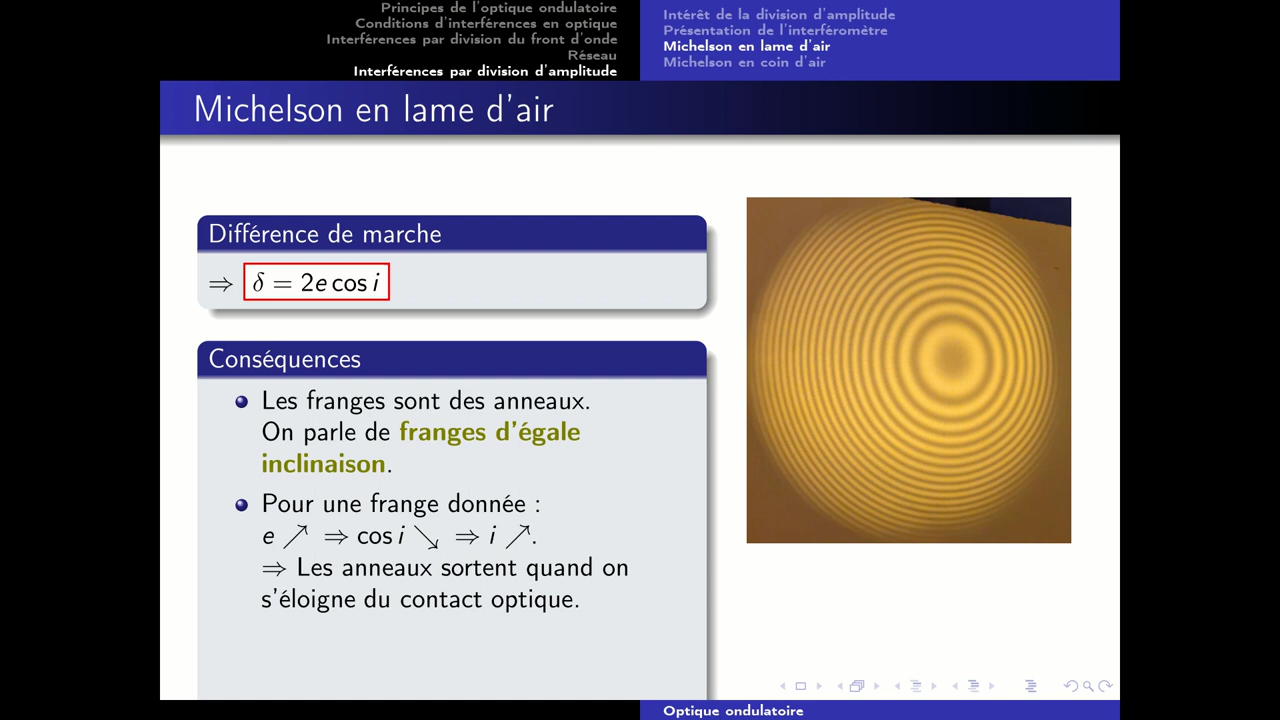 Principes de l'optique ondulatoire
Conditions d'interférences en optique
Interférences par division du front d'onde
Réseau
Interférences par division d'amplitude
Intérêt de la division d'amplitude
Présentation de l'interféromètre
Michelson en lame d'air
Michelson en coin d'air
Michelson en lame d'air
Différence de marche
⇒ δ = 2e cos i
Conséquences
Les franges sont des anneaux.
On parle de franges d'égale
inclinaison.
Pour une frange donnée :
e ↗ ⇒ cos i ↘ ⇒ i ↗.
⇒ Les anneaux sortent quand on
s'éloigne du contact optique.
Optique ondulatoire